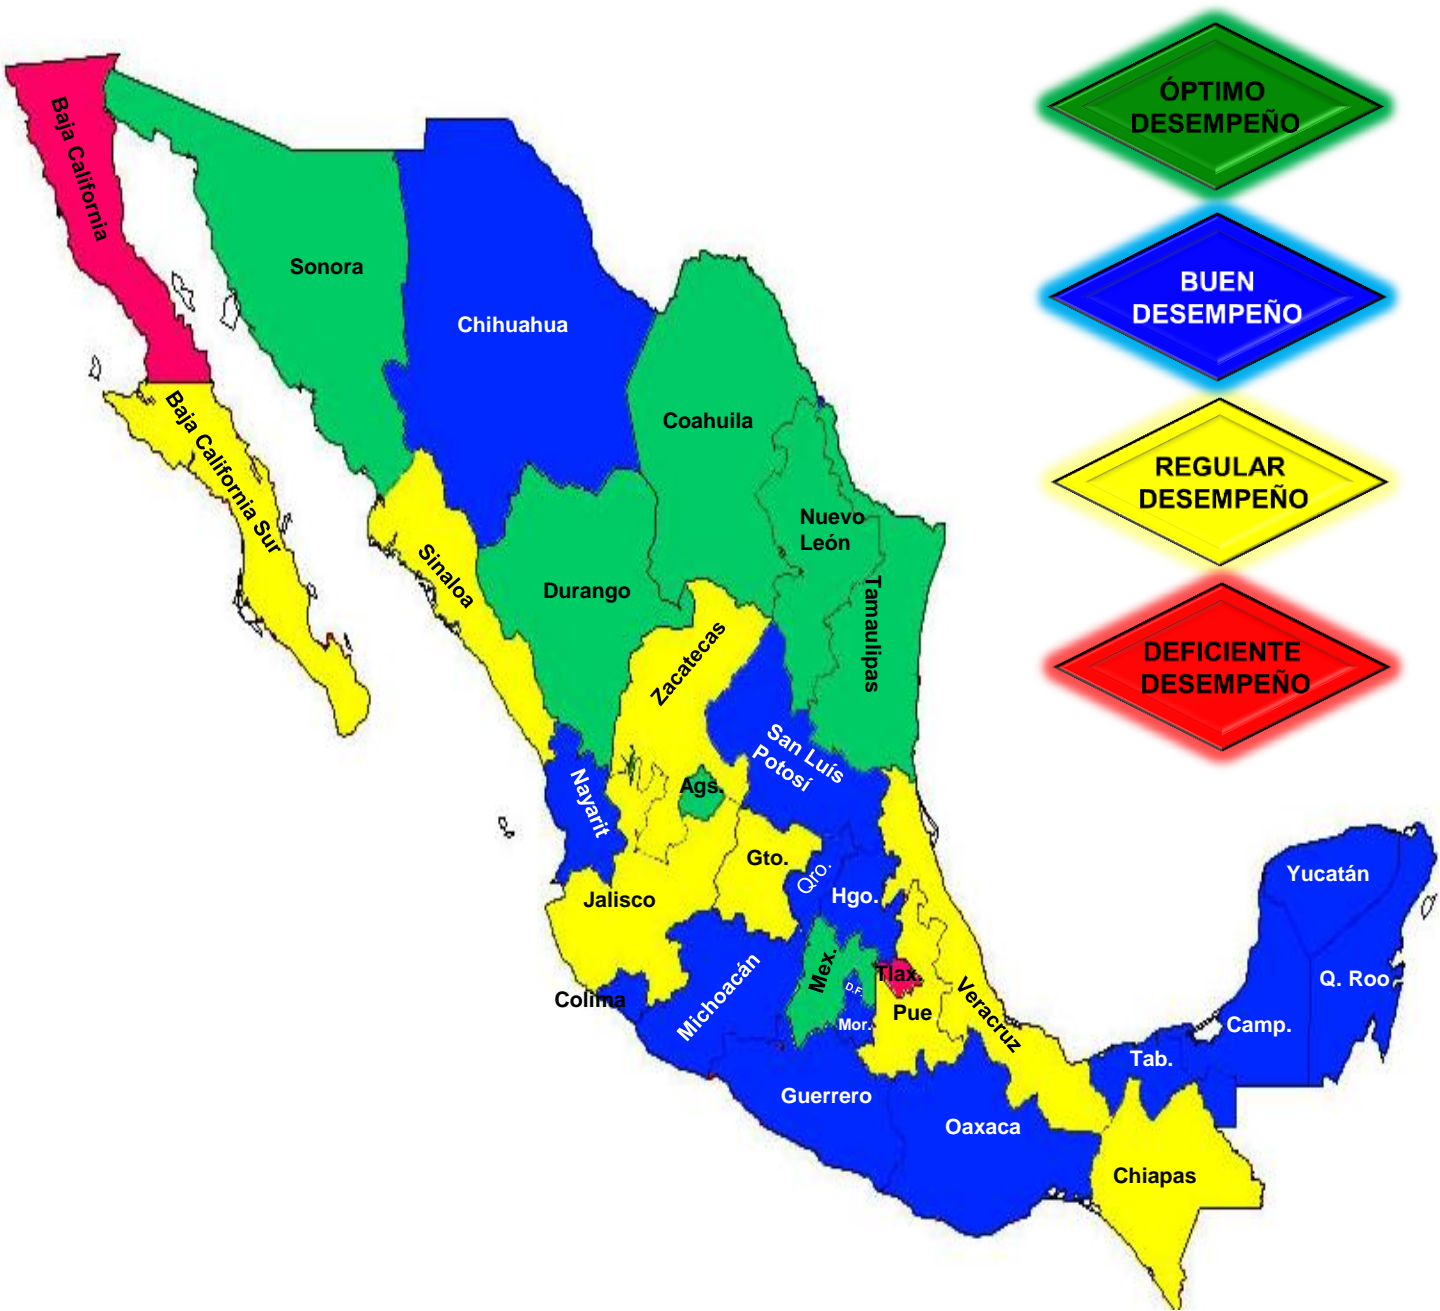 ÓPTIMO
DESEMPEÑO
BUEN
DESEMPEÑO
REGULAR
DESEMPEÑO
DEFICIENTE
DESEMPEÑO
Baja California
Sonora
Chihuahua
Coahuila
Baja California Sur
Sinaloa
Nuevo
León
Durango
Tamaulipas
Zacatecas
San Luís
Potosí
Nayarit
Ags.
Gto.
Qro.
Hgo.
Jalisco
Yucatán
Mex.
Tlax.
D.F.
Q. Roo
Colima
Michoacán
Mor.
Pue
Veracruz
Camp.
Tab.
Guerrero
Oaxaca
Chiapas